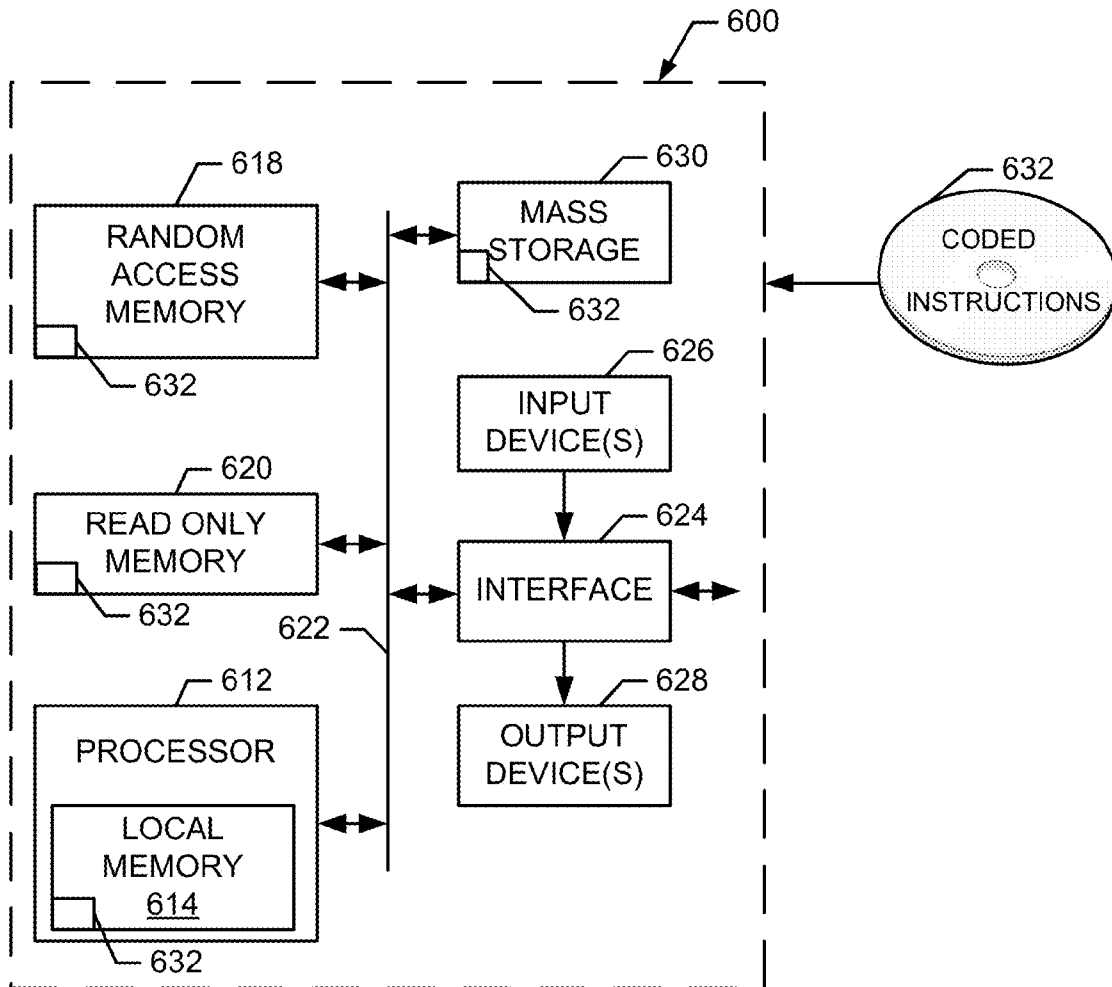 600
618
RANDOM
ACCESS
MEMORY
632
630
MASS
STORAGE
632
632
CODED
INSTRUCTIONS
626
INPUT
DEVICE(S)
620
READ ONLY
MEMORY
632
624
INTERFACE
622
612
PROCESSOR
LOCAL
MEMORY
614
632
628
OUTPUT
DEVICE(S)